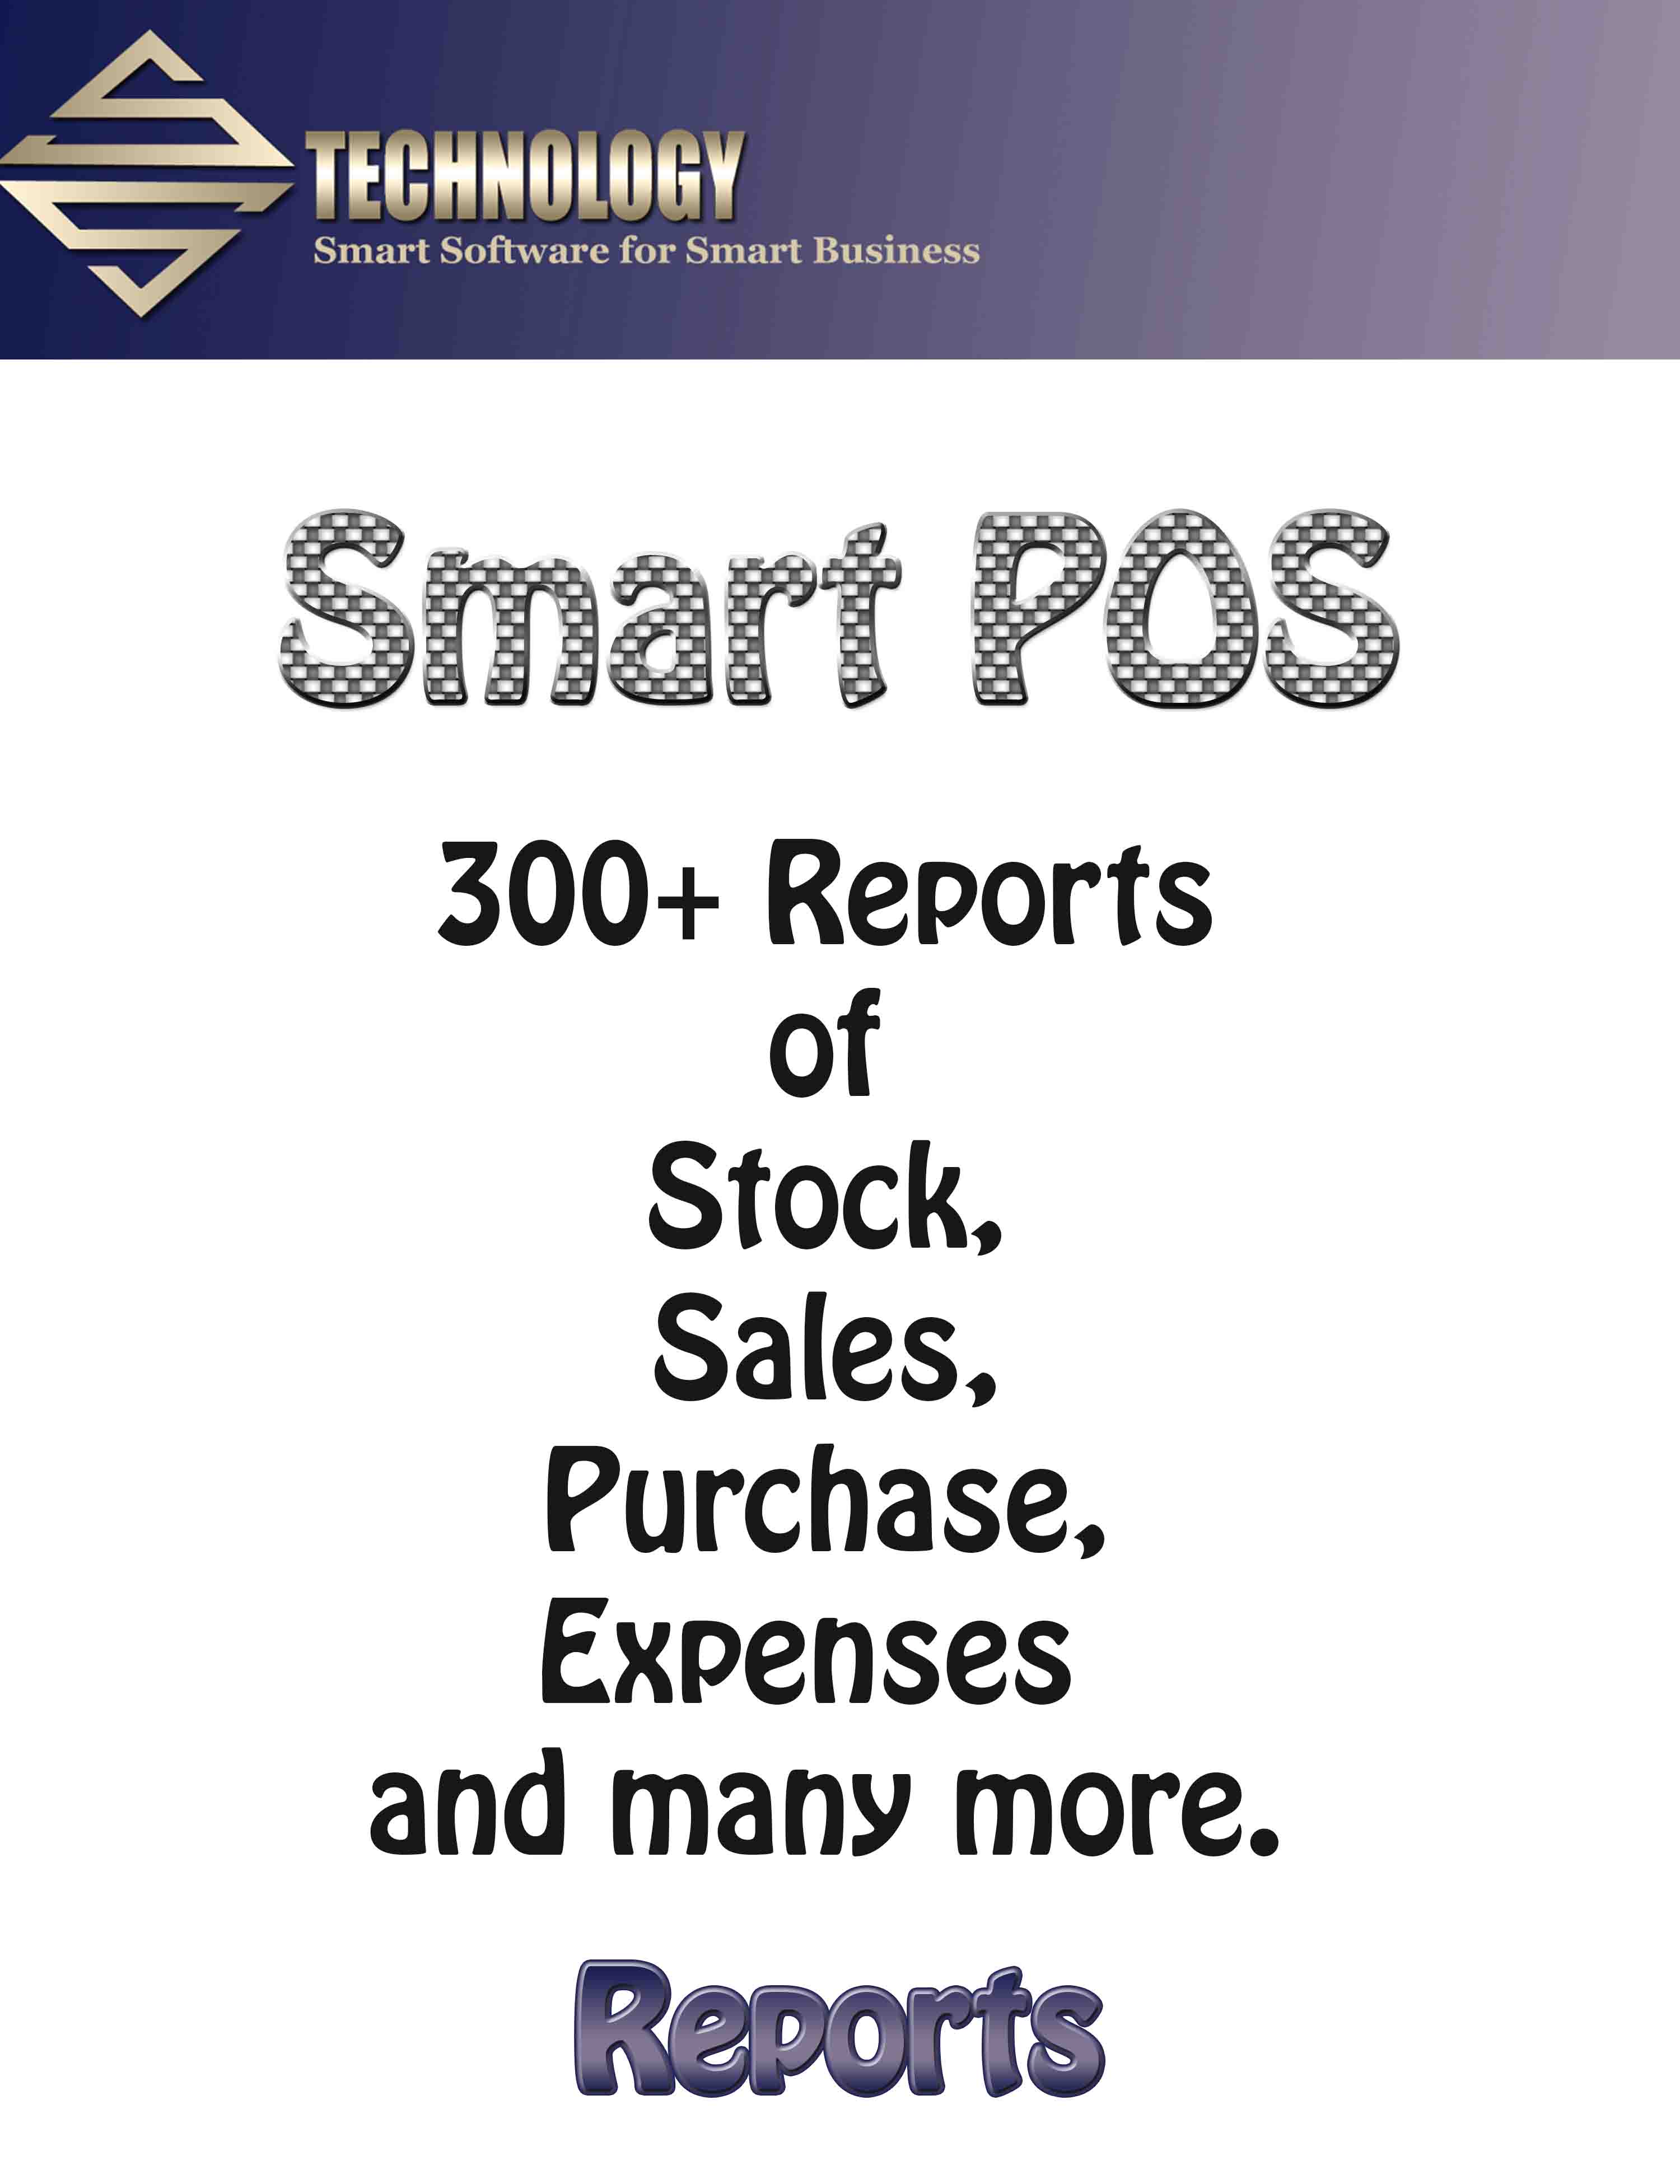 TECHNOLOGY
Smart Software for Smart Business
Smart POS
300+ Reports
of
Stock,
Sales,
Purchase,
Expenses
and many more.
Reports